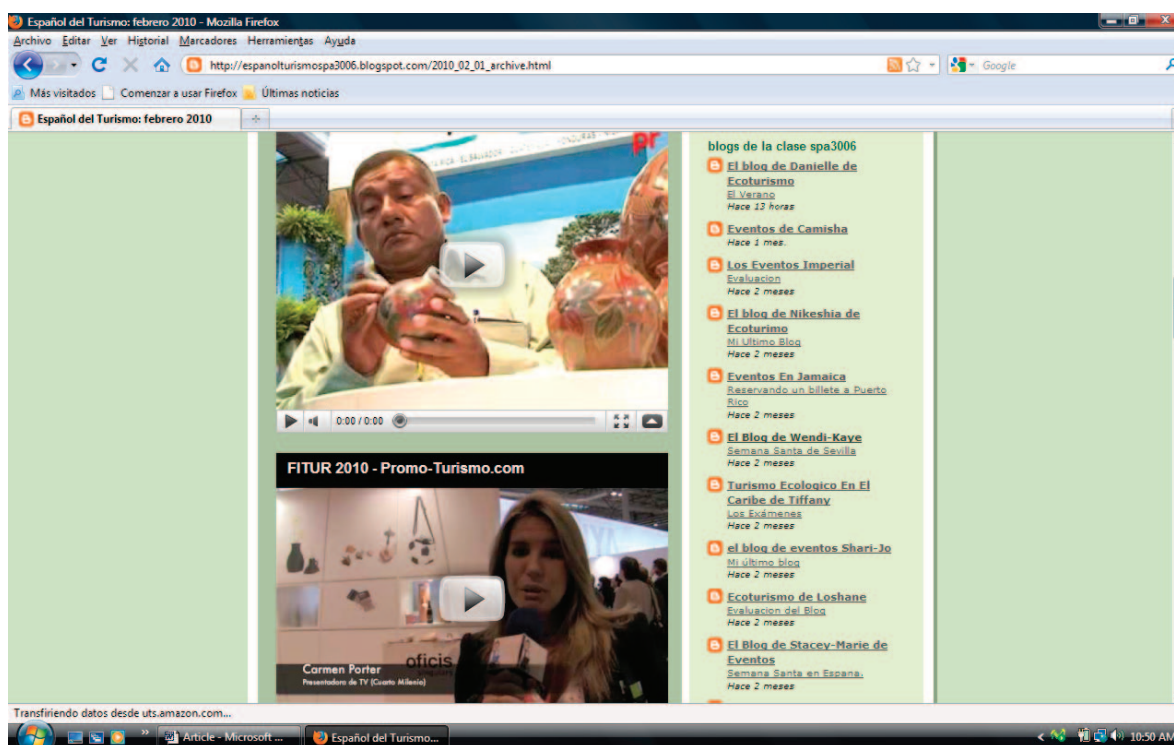 Español del Turismo: febrero 2010 - Mozilla Firefox
Archivo Editar Ver Historial Marcadores Herramientas Ayuda
http://espanolturismospa3006.blogspot.com/2010_02_01_archive.html
Google
Más visitados Comenzar a usar Firefox Últimas noticias
Español del Turismo: febrero 2010
pr
0:00 / 0:00
FITUR 2010 - Promo-Turismo.com
oficis
Carmen Porter
Presentadora de TV (Cuarto Milenio)
blogs de la clase spa3006
El blog de Danielle de
Ecoturismo
El Verano
Hace 13 horas
Eventos de Camisha
Hace 1 mes.
Los Eventos Imperial
Evaluacion
Hace 2 meses
El blog de Nikeshia de
Ecoturimo
Mi Ultimo Blog
Hace 2 meses
Eventos En Jamaica
Reservando un billete a Puerto
Rico
Hace 2 meses
El Blog de Wendi-Kaye
Semana Santa de Sevilla
Hace 2 meses
Turismo Ecologico En El
Caribe de Tiffany
Los Exámenes
Hace 2 meses
el blog de eventos Shari-Jo
Mi último blog
Hace 2 meses
Ecoturismo de Loshane
Evaluacion del Blog
Hace 2 meses
El Blog de Stacey-Marie de
Eventos
Semana Santa en Espana.
Hace 2 meses
Transfiriendo datos desde uts.amazon.com...
Article - Microsoft ...
Español del Turismo...
10:50 AM